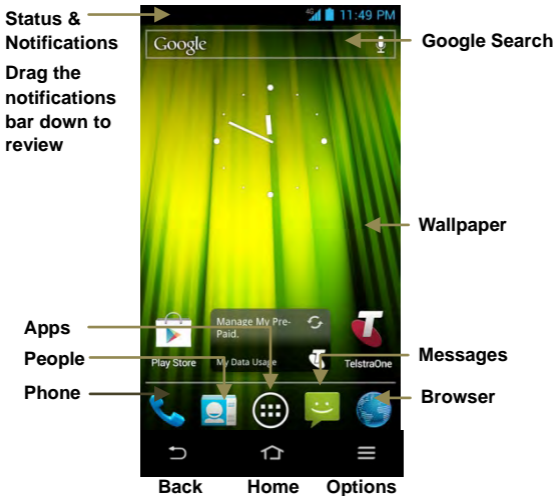 Status &
Notifications
Drag the
notifications
bar down to
review
4G 11:49 PM
Google
Google Search
Wallpaper
Manage My Pre-
Paid.
My Data Usage
Play Store
T
TelstraOne
Apps
People
Phone
Messages
Browser
Back Home Options